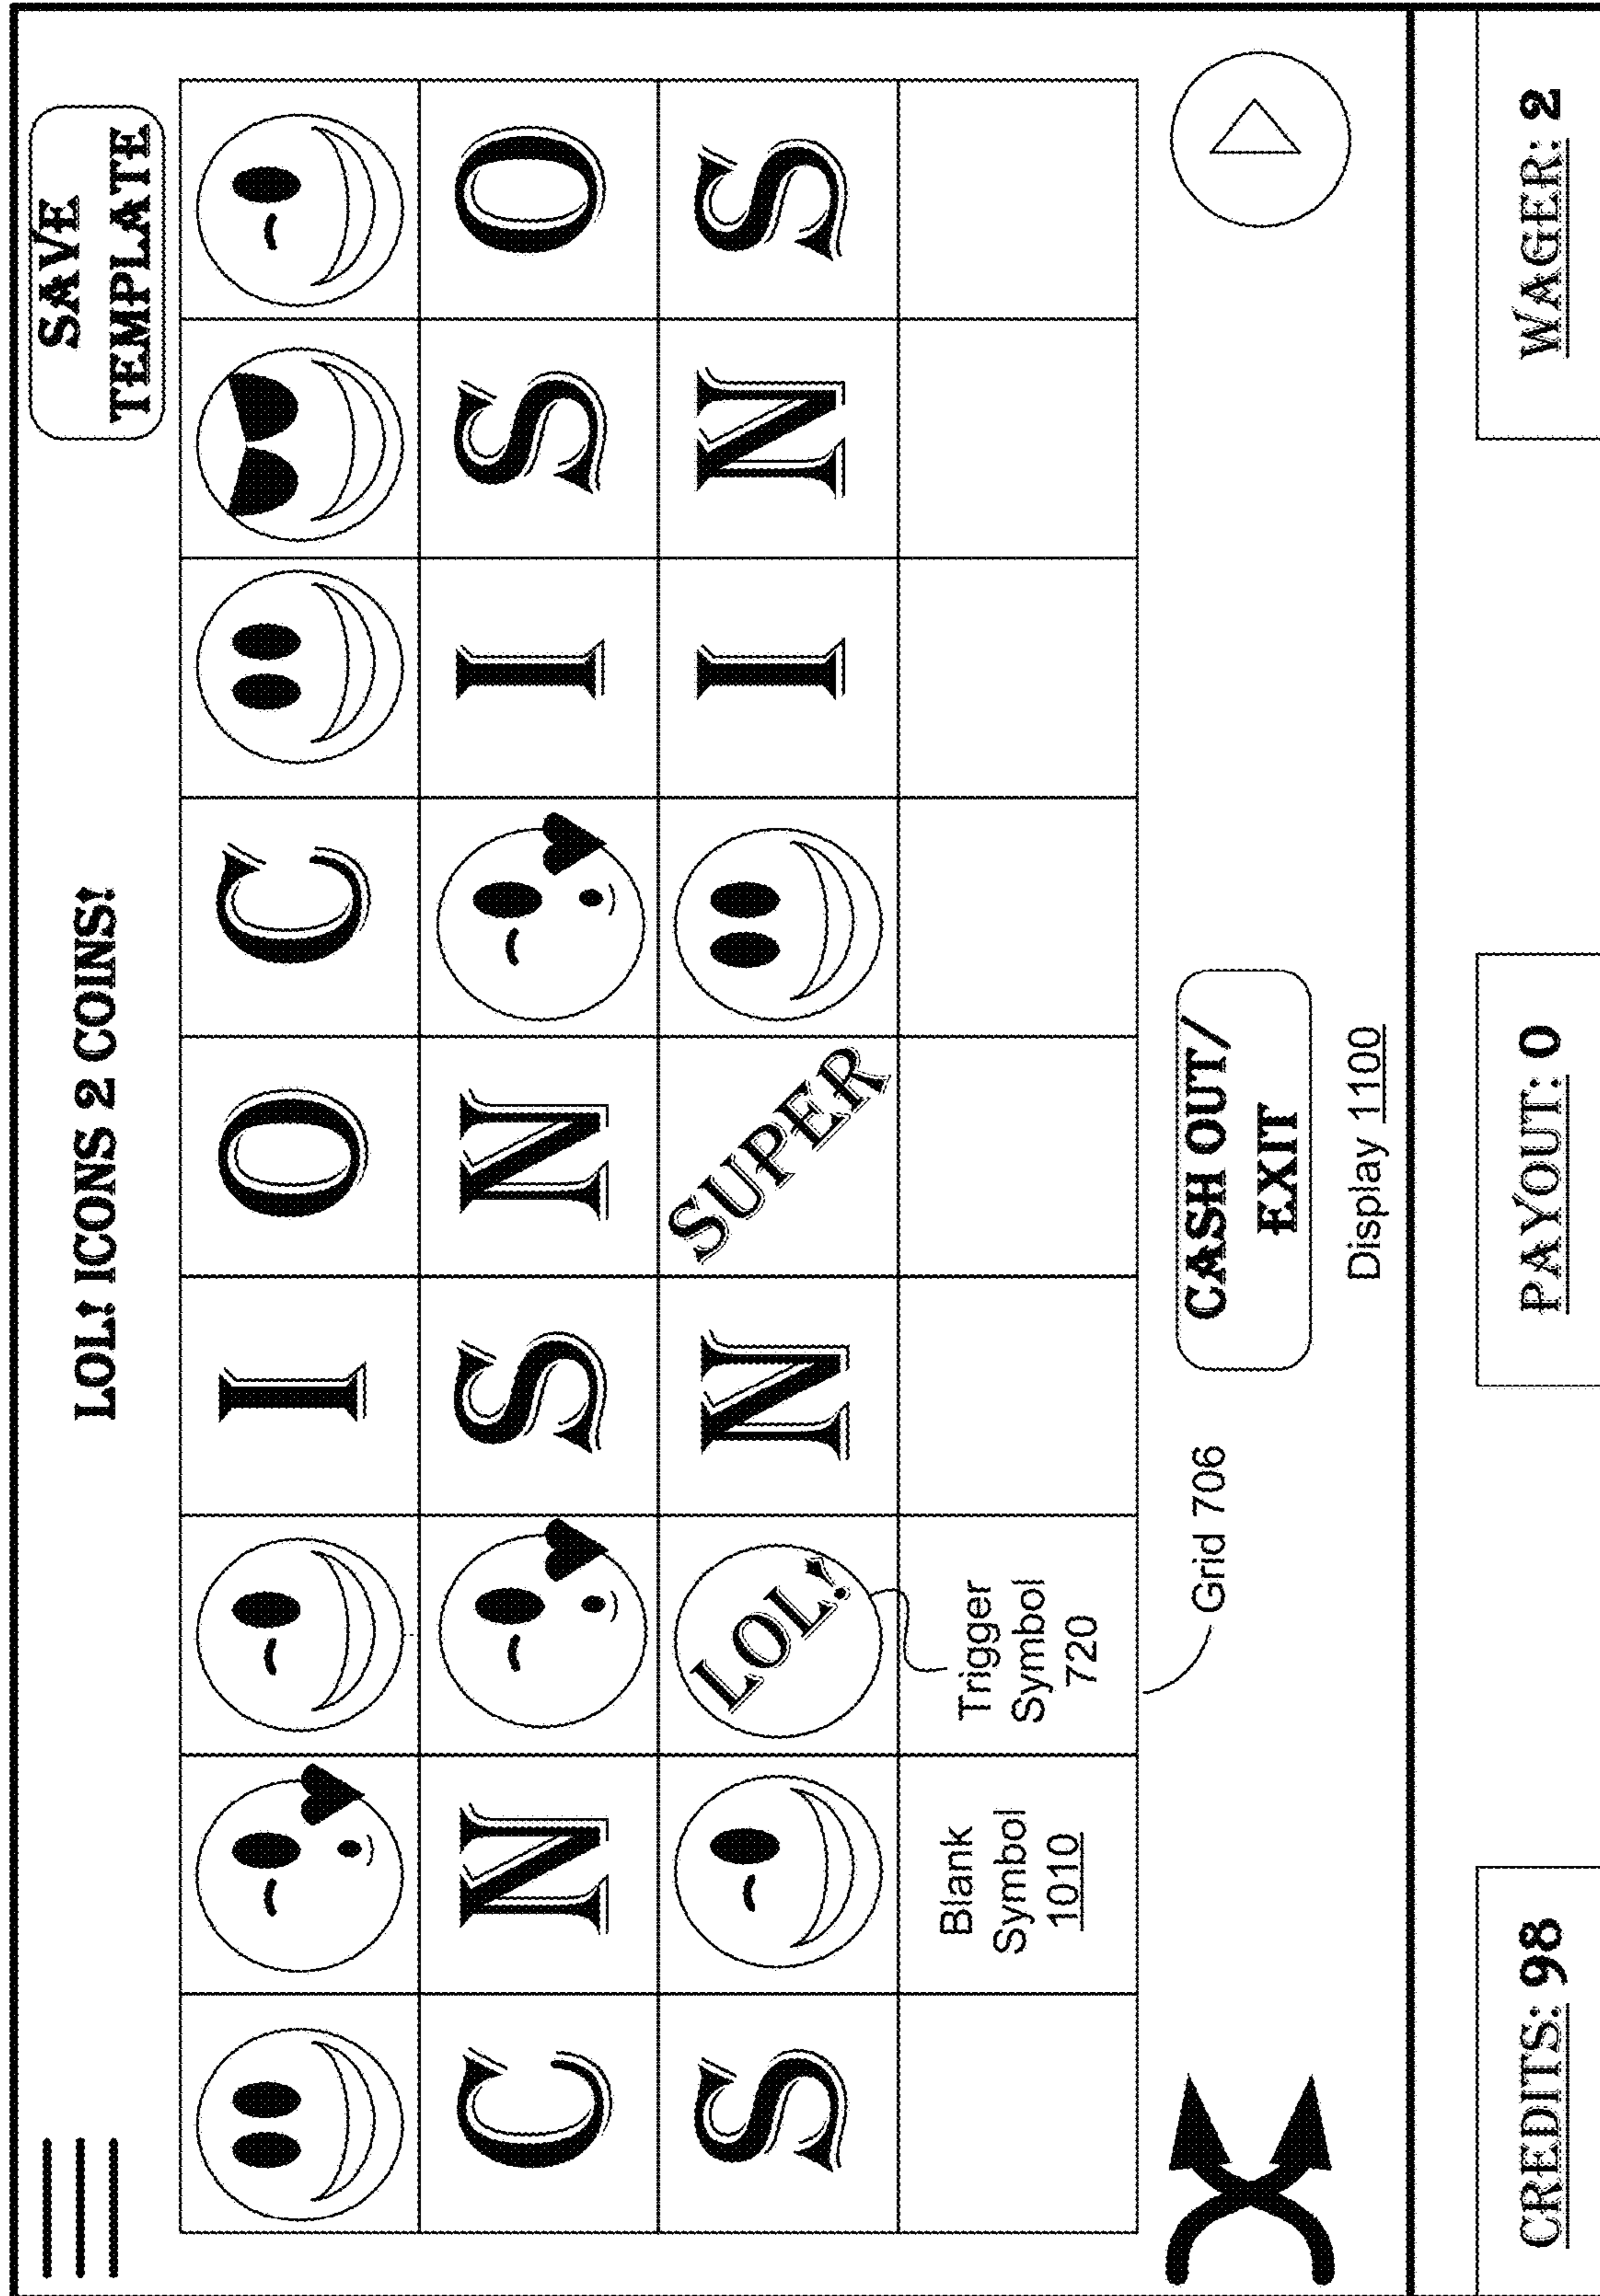 LOL! ICONS 2 COINS!
SAVE
TEMPLATE
I O C
C N S N I S O
S LOL! N SUPER I N S
Blank
Symbol
1010
Trigger
Symbol
720
Grid 706
CASH OUT/
EXIT
Display 1100
CREDITS: 98
PAYOUT: 0
WAGER: 2